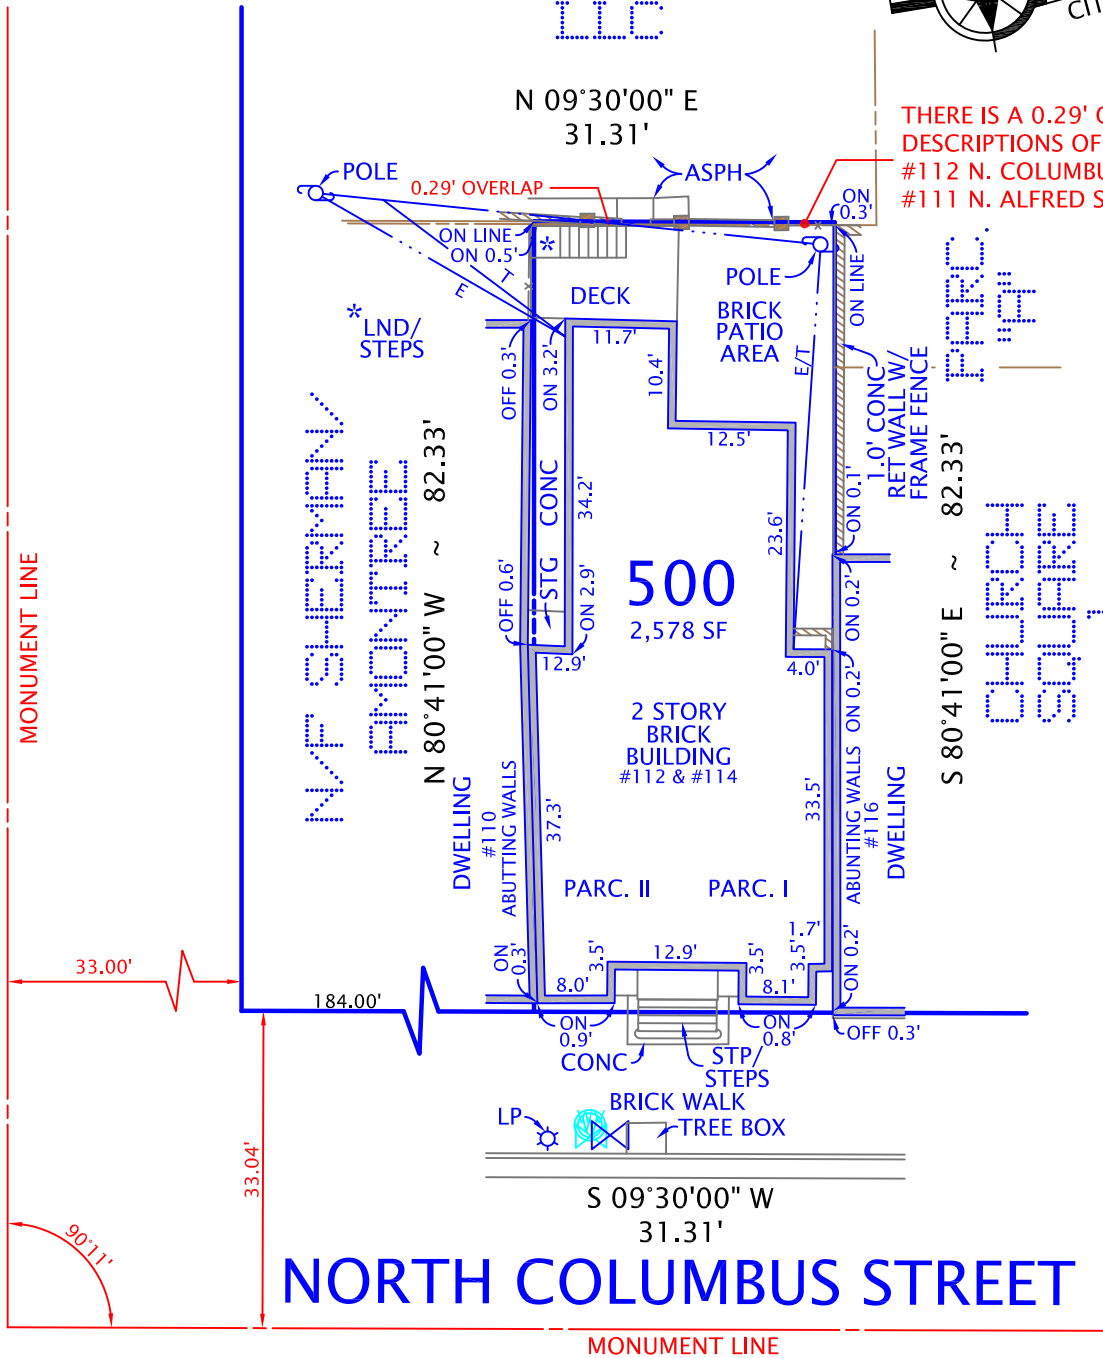 LLC
N 09°30'00" E
31.31'
THERE IS A 0.29'
DESCRIPTIONS OF
#112 N. COLUMBU
#111 N. ALFRED S
POLE
0.29' OVERLAP
ASPH
ON
0.3'
ON LINE
ON 0.5'
*
T
E
POLE
ON LINE
DECK
BRICK
PATIO
AREA
*
LND/
STEPS
PARC.
"A"
OFF 0.3'
ON 3.2'
11.7'
10.4'
E/T
12.5'
1.0' CONC
RET WALL W/
FRAME FENCE
N 80°41'00" W ~ 82.33'
S 80°41'00" E ~ 82.33'
N/F SHERMAN
AMONTREE
CHURCH
SQUARE
MONUMENT LINE
CONC
STG
34.2'
23.6'
ON 0.1'
OFF 0.6'
ON 2.9'
ON 0.2'
500
2,578 SF
12.9'
4.0'
ON 0.2'
2 STORY
BRICK
BUILDING
#112 & #114
DWELLING
#110
ABUTTING WALLS
37.3'
33.5'
ABUNTING WALLS
#116
DWELLING
PARC. II
PARC. I
1.7'
ON
0.3'
3.5'
12.9'
3.5'
3.5'
ON 0.2'
33.00'
8.0'
8.1'
184.00'
ON
0.9'
ON
0.8'
OFF 0.3'
CONC
STP/
STEPS
BRICK WALK
LP
TREE BOX
33.04'
90°11'
S 09°30'00" W
31.31'
NORTH COLUMBUS STREET
MONUMENT LINE